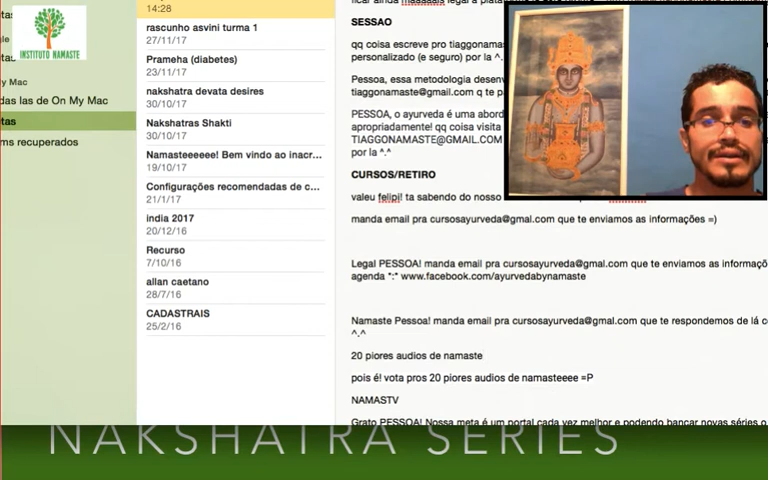 INSTITUTO NAMASTE
y Mac
das las de On My Mac
tas
ms recuperados
14:28
rascunho asvini turma 1
27/11/17
Prameha (diabetes)
23/11/17
nakshatra devata desires
30/10/17
Nakshatras Shakti
30/10/17
Namasteeeeee! Bem vindo ao inacr...
19/10/17
Configurações recomendadas de c...
21/1/17
india 2017
20/12/16
Recurso
7/10/16
allan caetano
28/7/16
CADASTRAIS
25/2/16
ficar ainda maaaaais legal a plata
SESSAO
qq coisa escreve pro tiaggonamas
personalizado (e seguro) por la ^.
Pessoa, essa metodologia desenv
tiaggonamaste@gmail.com q te p
PESSOA, o ayurveda é uma abord
apropriadamente! qq coisa visita
TIAGGONAMASTE@GMAIL.COM
por la ^.^
CURSOS/RETIRO
valeu felipi! ta sabendo do nosso
manda email pra cursosayurveda@gmal.com que te enviamos as informações =)
Legal PESSOA! manda email pra cursosayurveda@gmail.com que te enviamos as informaçõ
agenda *:* www.facebook.com/ayurvedabynamaste
Namaste Pessoa! manda email pra cursosayurveda@gmal.com que te respondemos de lá c
^.^
20 piores audios de namaste
pois é! vota pros 20 piores audios de namasteeee =P
NAMASTV
Grato PESSOA! Nossa meta é um portal cada vez melhor e podendo bancar novas séries o
NAKSHATRA SERIES